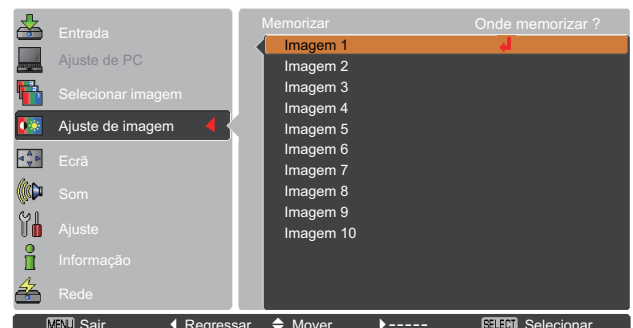 Entrada
Ajuste de PC
Selecionar imagem
Ajuste de imagem
Ecrã
Som
Ajuste
Informação
Rede
Memorizar Onde memorizar ?
Imagem 1
Imagem 2
Imagem 3
Imagem 4
Imagem 5
Imagem 6
Imagem 7
Imagem 8
Imagem 9
Imagem 10
MENU Sair Regressar Mover ----- SELECT Selecionar